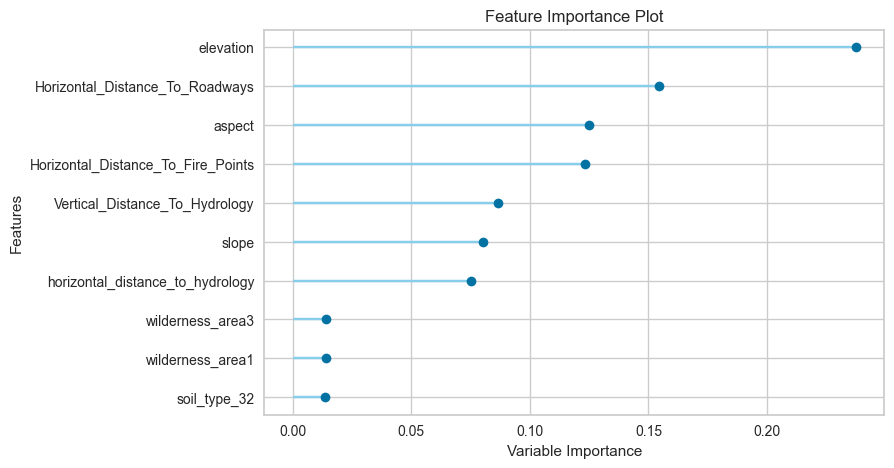 Feature Importance Plot
elevation
Horizontal_Distance_To_Roadways
aspect
Horizontal_Distance_To_Fire_Points
Vertical_Distance_To_Hydrology
slope
horizontal_distance_to_hydrology
wilderness_area3
wilderness_area1
soil_type_32
Features
0.00 0.05 0.10 0.15 0.20
Variable Importance